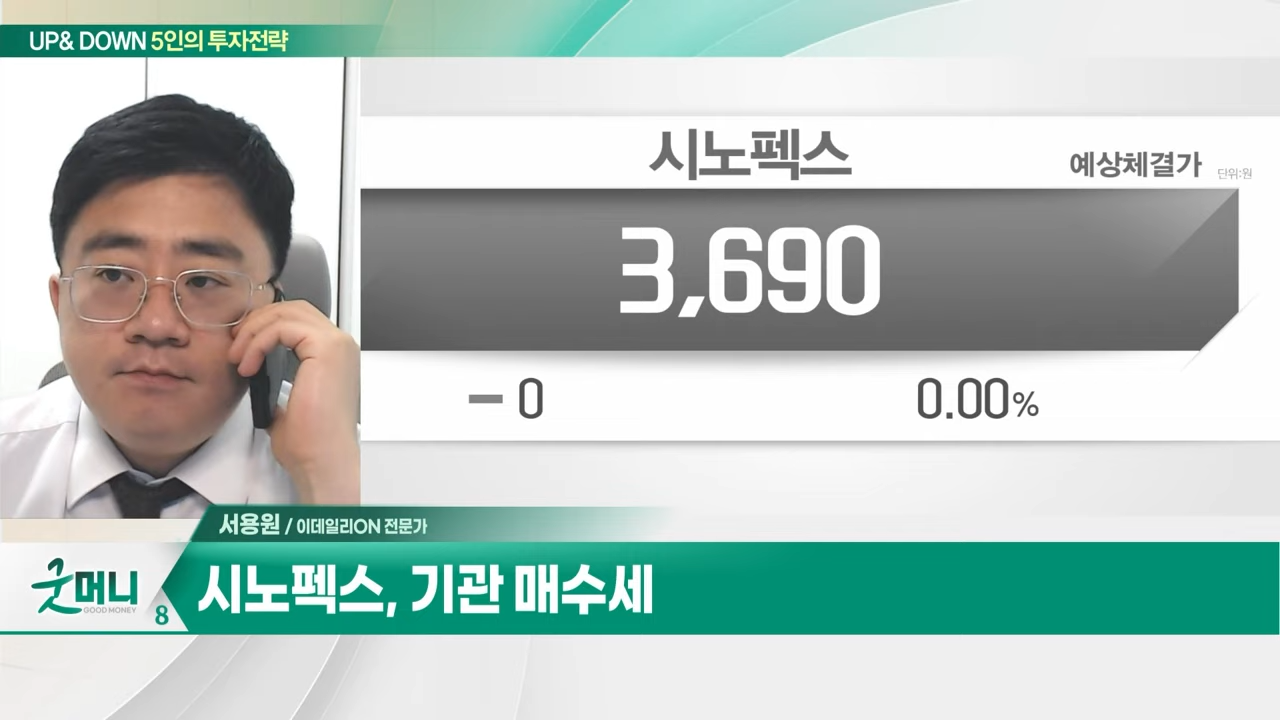 UP& DOWN 5인의 투자전략
시노펙스
예상체결가 단위:원
3,690
0 0.00%
서용원 / 이데일리ON 전문가
굿머니
GOOD MONEY
8
시노펙스, 기관 매수세